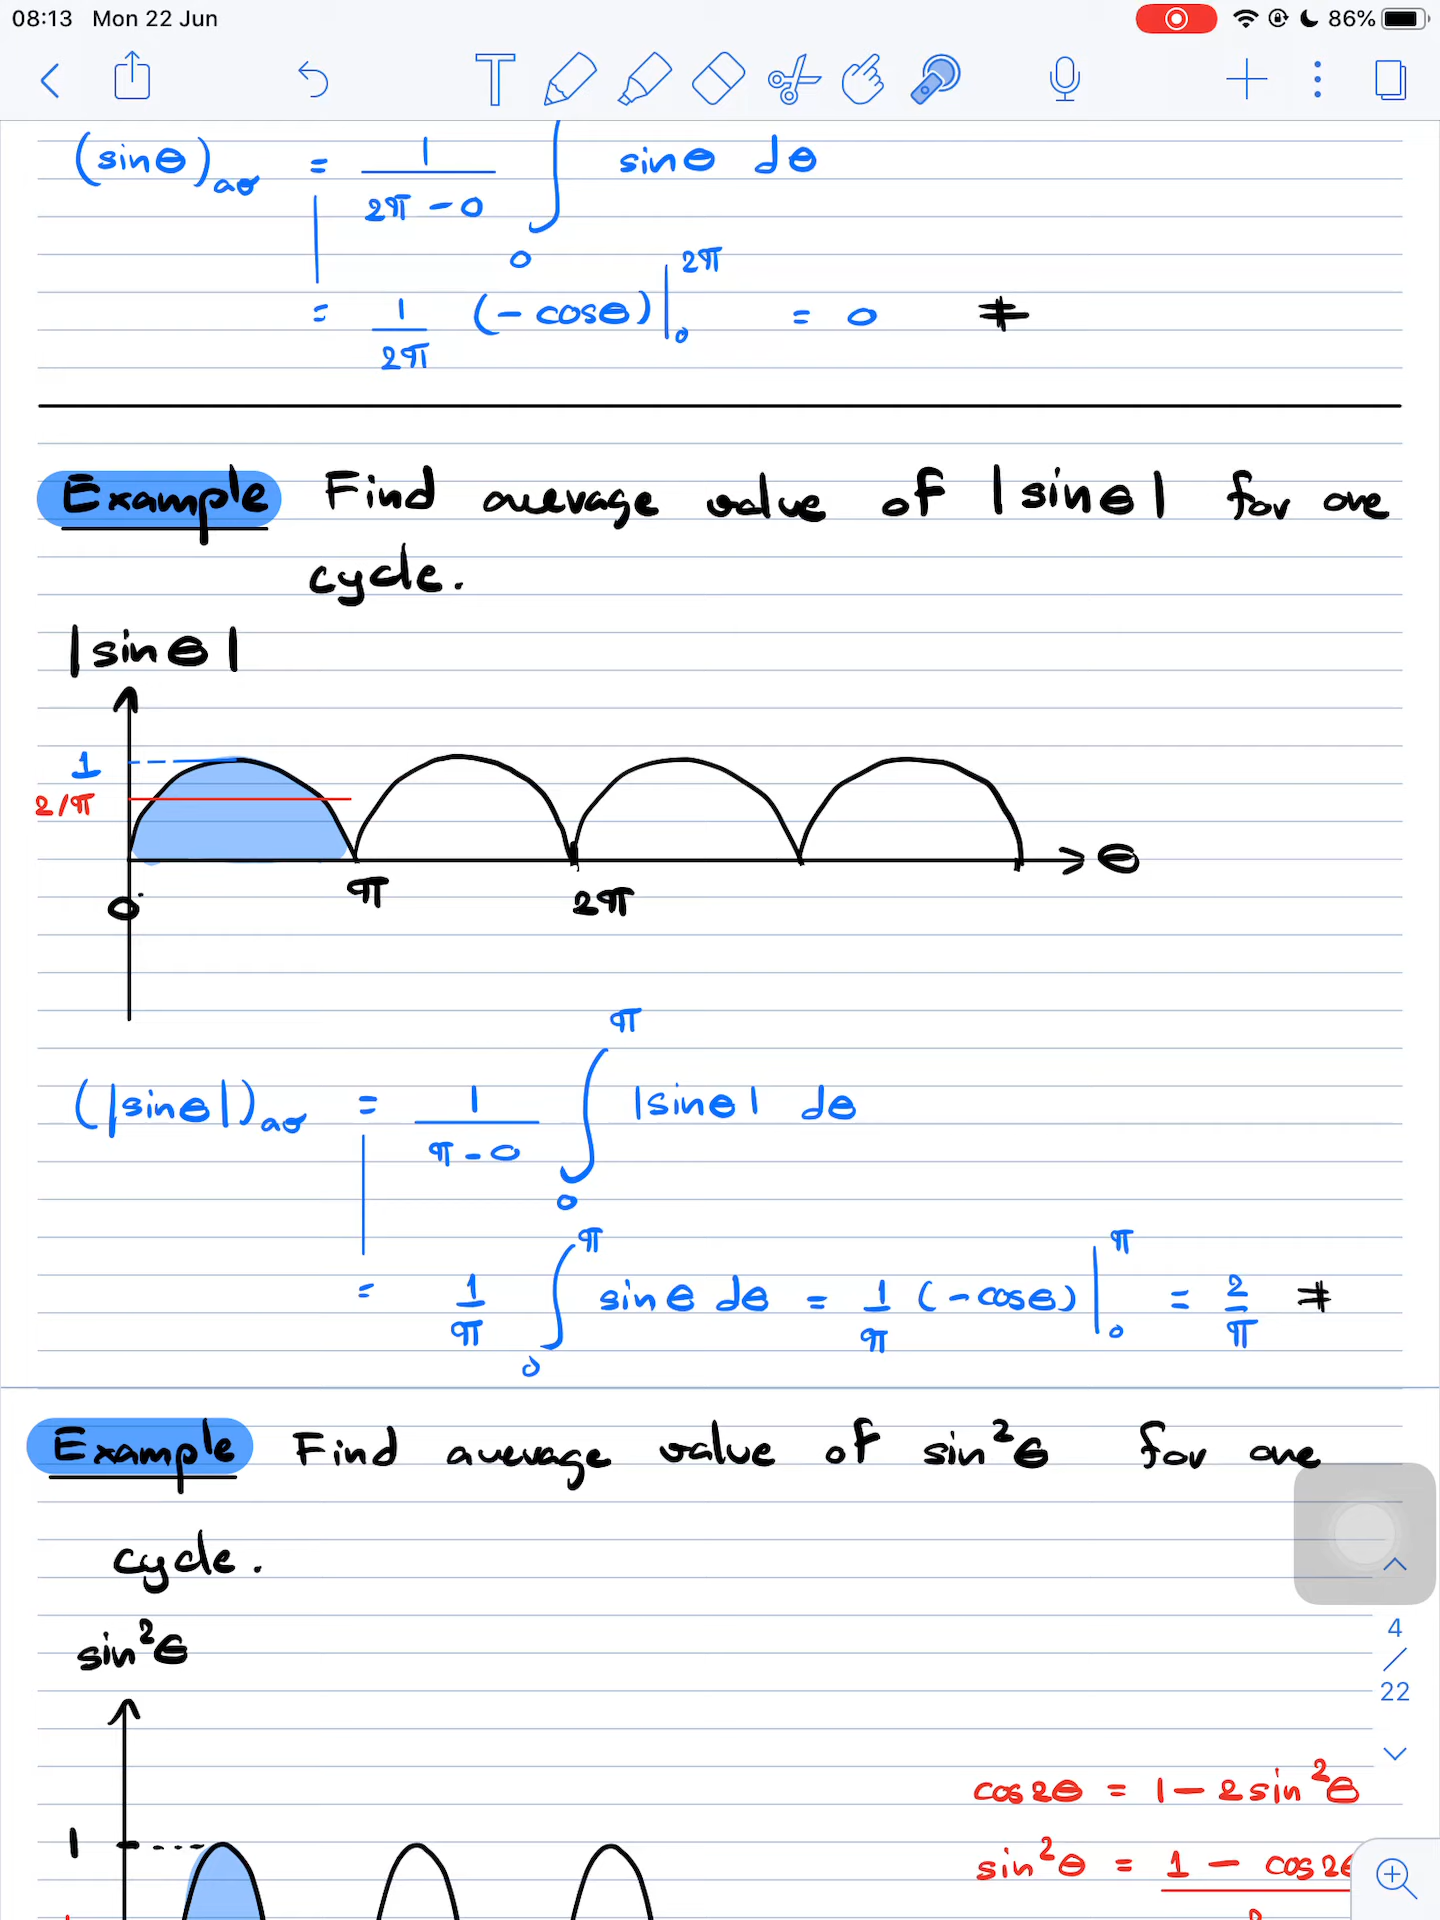 08:13 Mon 22 Jun 86%
T
(sinθ)av = 1/(2π - 0) ∫0 sinθ dθ
= 1/2π (-cosθ)|0^2π = 0 #
Example Find average value of |sinθ| for one
cycle.
|sinθ|
1
2/π
θ
0 π 2π
(|sinθ|)av = 1/(π - 0) ∫0^π |sinθ| dθ
= 1/π ∫0^π sinθ dθ = 1/π (-cosθ)|0^π = 2/π #
Example Find average value of sin²θ for one
cycle.
sin²θ
4
/
22
cos2θ = 1 - 2sin²θ
1
sin²θ = 1 - cos2θ